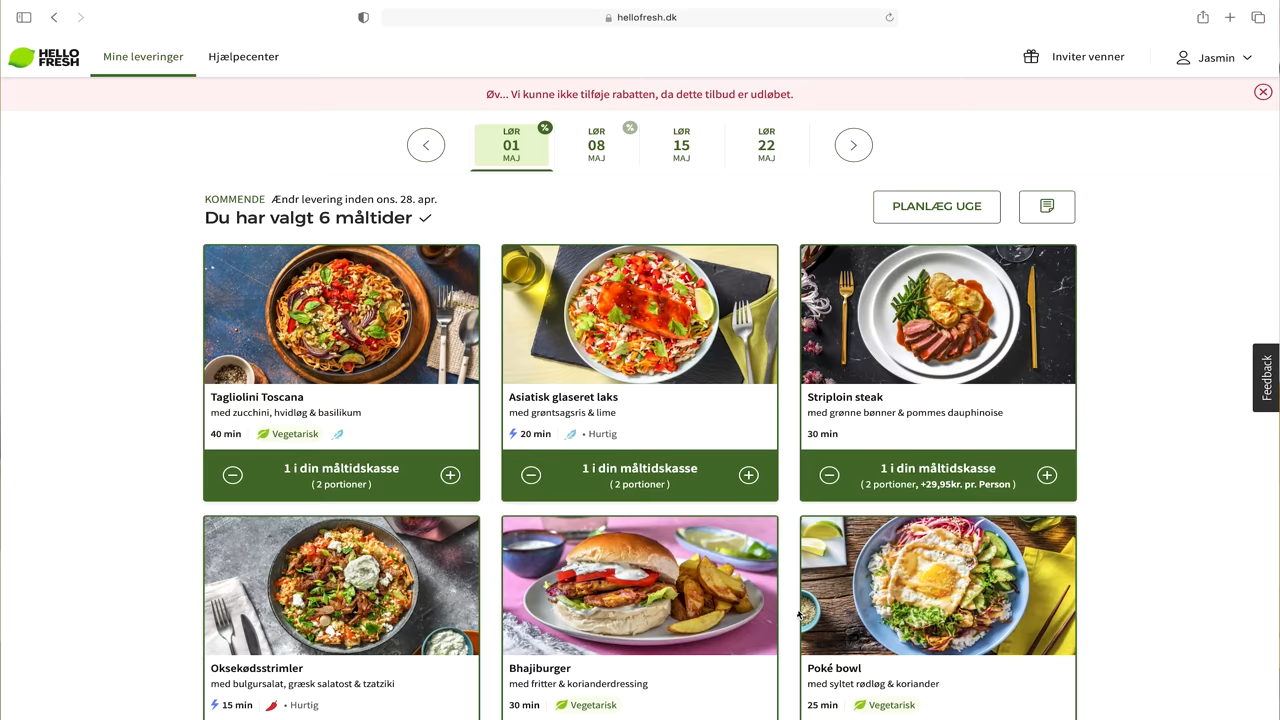 hellofresh.dk
HELLO
FRESH
Mine leveringer
Hjælpecenter
Inviter venner
Jasmin
Øv... Vi kunne ikke tilføje rabatten, da dette tilbud er udløbet.
LØR
01
MAJ
%
LØR
08
MAJ
%
LØR
15
MAJ
LØR
22
MAJ
KOMMENDE Ændr levering inden ons. 28. apr.
Du har valgt 6 måltider
PLANLÆG UGE
Feedback
Tagliolini Toscana
med zucchini, hvidløg & basilikum
40 min Vegetarisk
1 i din måltidskasse
( 2 portioner )
Asiatisk glaseret laks
med grøntsagsris & lime
20 min • Hurtig
1 i din måltidskasse
( 2 portioner )
Striploin steak
med grønne bønner & pommes dauphinoise
30 min
1 i din måltidskasse
( 2 portioner, +29,95kr. pr. Person )
Oksekødsstrimler
med bulgursalat, græsk salatost & tzatziki
15 min • Hurtig
Bhajiburger
med fritter & korianderdressing
30 min Vegetarisk
Poké bowl
med syltet rødløg & koriander
25 min Vegetarisk